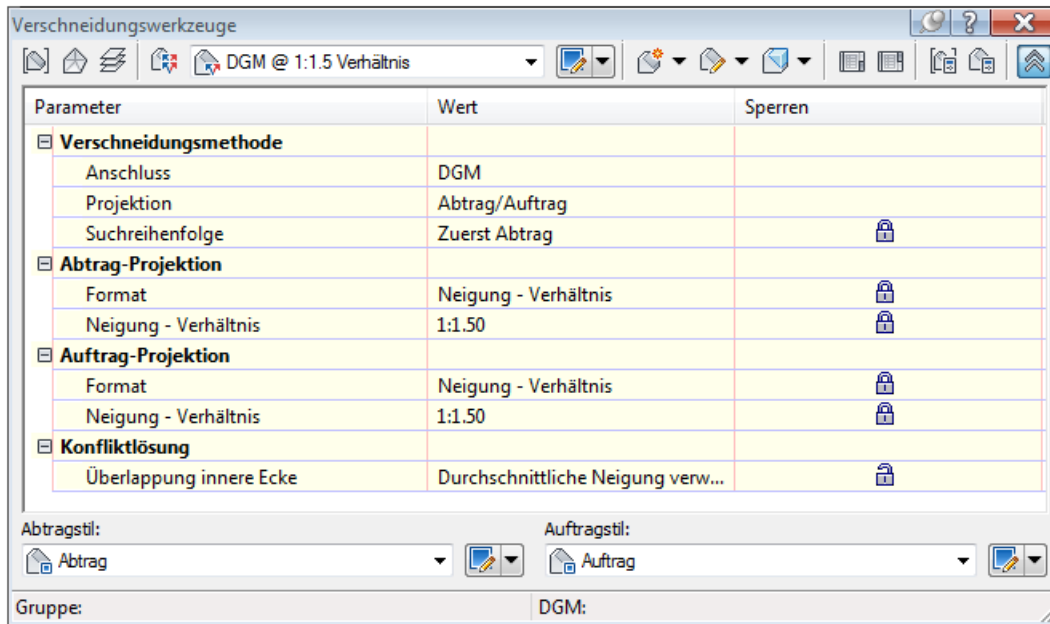 Verschneidungswerkzeuge
DGM @ 1:1.5 Verhältnis
Parameter Wert Sperren
Verschneidungsmethode
Anschluss DGM
Projektion Abtrag/Auftrag
Suchreihenfolge Zuerst Abtrag
Abtrag-Projektion
Format Neigung - Verhältnis
Neigung - Verhältnis 1:1.50
Auftrag-Projektion
Format Neigung - Verhältnis
Neigung - Verhältnis 1:1.50
Konfliktlösung
Überlappung innere Ecke Durchschnittliche Neigung verw...
Abtragstil: Auftragstil:
Abtrag Auftrag
Gruppe: DGM: